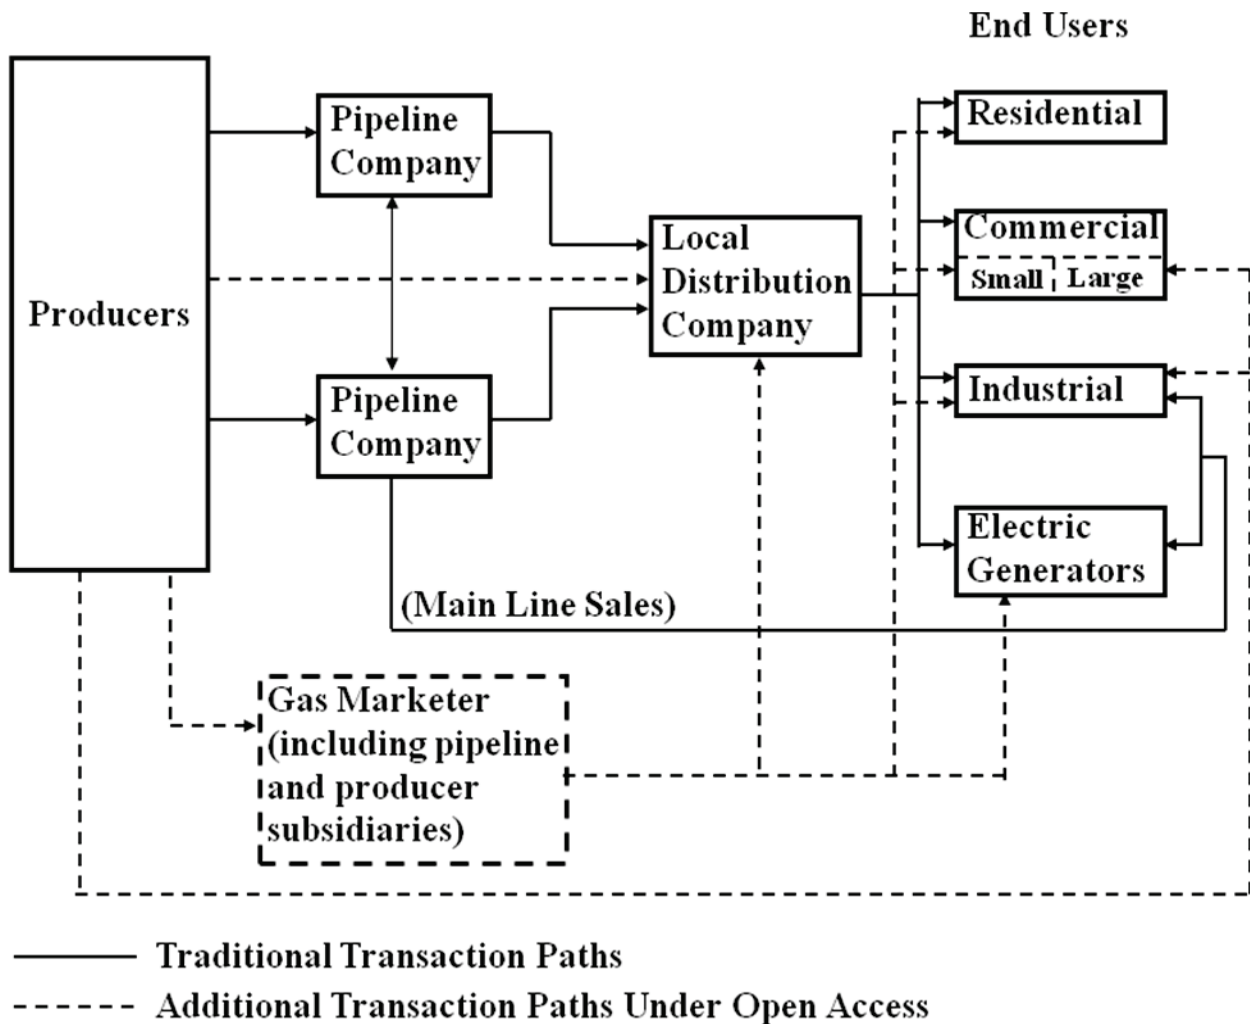 End Users
Producers
Pipeline
Company
Pipeline
Company
Local
Distribution
Company
Residential
Commercial
Small
Large
Industrial
Electric
Generators
(Main Line Sales)
Gas Marketer
(including pipeline
and producer
subsidiaries)
Traditional Transaction Paths
Additional Transaction Paths Under Open Access